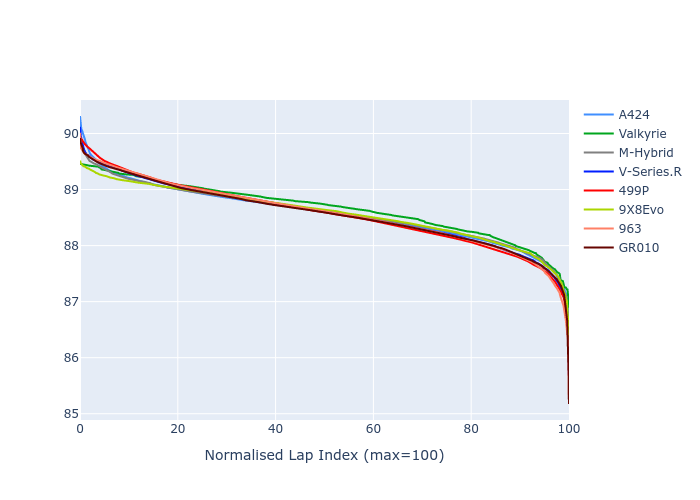 90
89
88
87
86
85
0 20 40 60 80 100
Normalised Lap Index (max=100)
A424
Valkyrie
M-Hybrid
V-Series.R
499P
9X8Evo
963
GR010